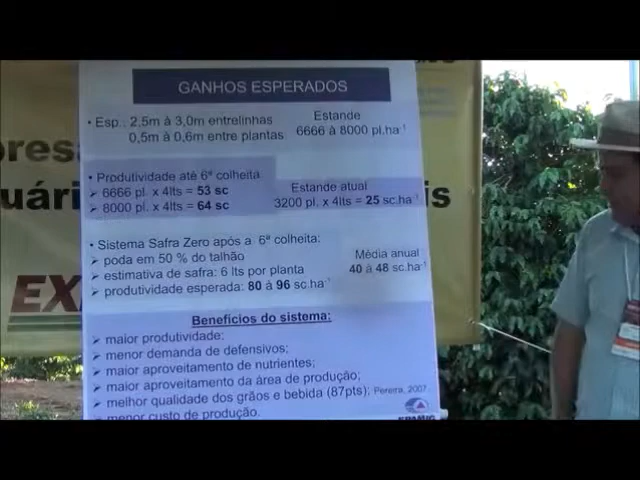 GANHOS ESPERADOS
• Esp.: 2,5m à 3,0m entrelinhas
0,5m à 0,6m entre plantas
Estande
6666 à 8000 pl.ha-1
• Produtividade até 6ª colheita
➢ 6666 pl. x 4lts = 53 sc
➢ 8000 pl. x 4lts = 64 sc
Estande atual
3200 pl. x 4lts = 25 sc.ha-1
• Sistema Safra Zero após a 6ª colheita:
➢ poda em 50 % do talhão
➢ estimativa de safra: 6 lts por planta
➢ produtividade esperada: 80 à 96 sc.ha-1
Média anual
40 à 48 sc.ha-1
Benefícios do sistema:
➢ maior produtividade:
➢ menor demanda de defensivos;
➢ maior aproveitamento de nutrientes;
➢ maior aproveitamento da área de produção;
➢ melhor qualidade dos grãos e bebida (87pts);
Pereira, 2007.
➢ menor custo de produção.
EPAMIG
EX